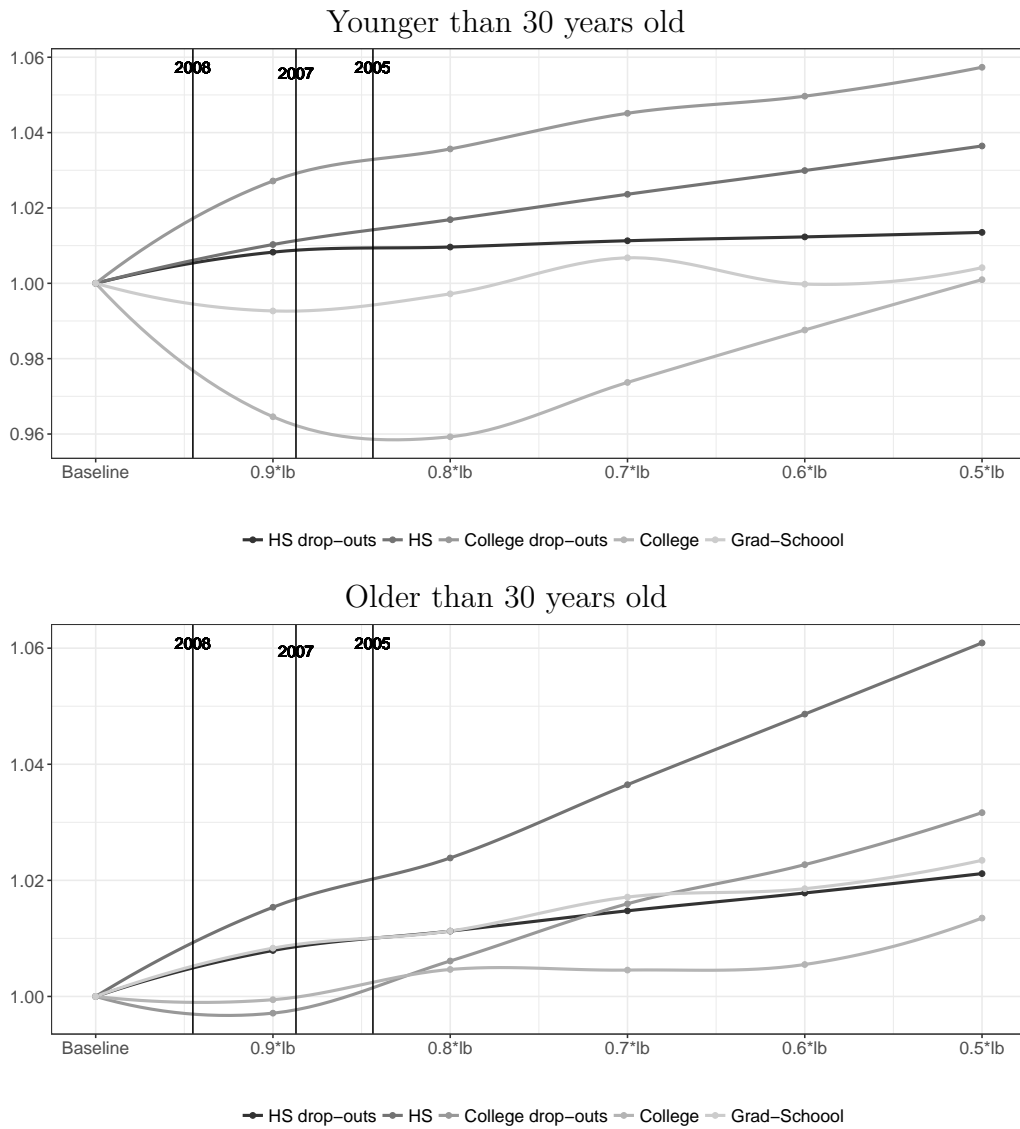 Younger than 30 years old
1.06
2008
2007
2005
1.04
1.02
1.00
0.98
0.96
Baseline 0.9*lb 0.8*lb 0.7*lb 0.6*lb 0.5*lb
HS drop−outs HS College drop−outs College Grad−Schoool
Older than 30 years old
1.06
2008
2007
2005
1.04
1.02
1.00
Baseline 0.9*lb 0.8*lb 0.7*lb 0.6*lb 0.5*lb
HS drop−outs HS College drop−outs College Grad−Schoool